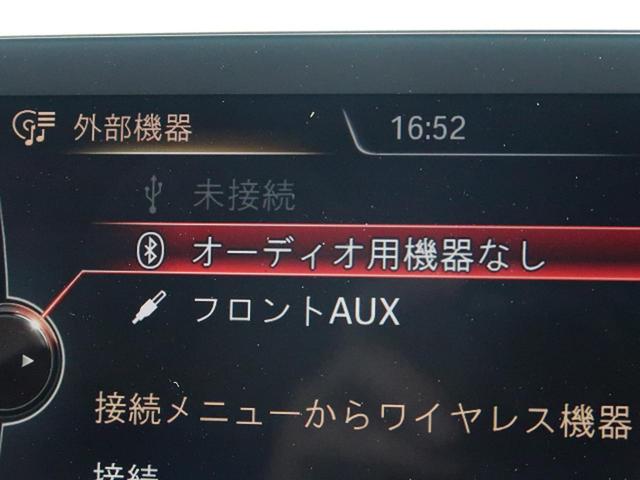 外部機器 16:52
未接続
オーディオ用機器なし
フロントAUX
接続メニューからワイヤレス機器
接続